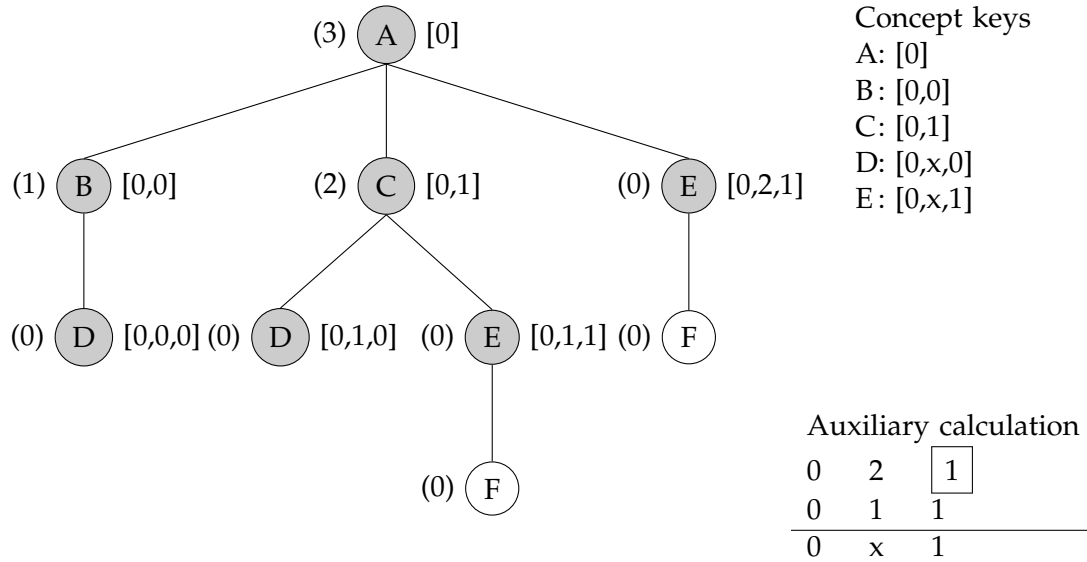 (3) A [0]
Concept keys
A: [0]
B: [0,0]
C: [0,1]
D: [0,x,0]
E: [0,x,1]
(1) B [0,0] (2) C [0,1] (0) E [0,2,1]
(0) D [0,0,0] (0) D [0,1,0] (0) E [0,1,1] (0) F
(0) F
Auxiliary calculation
0 2 1
0 1 1
0 x 1